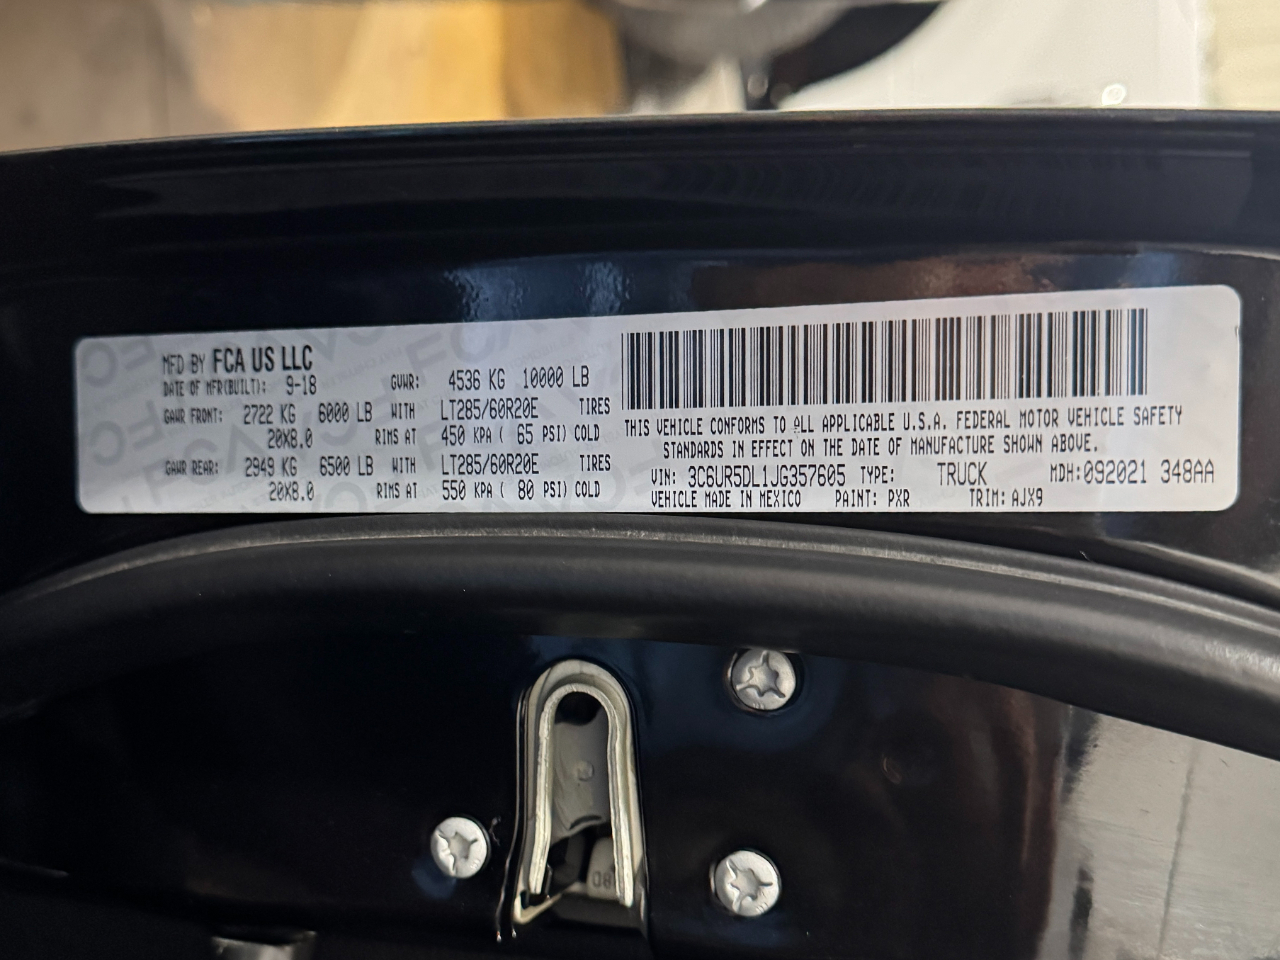 MFD BY FCA US LLC
DATE OF MFR(BUILT): 9-18 GVWR: 4536 KG 10000 LB
GAWR FRONT: 2722 KG 6000 LB WITH LT285/60R20E TIRES
20X8.0 RIMS AT 450 KPA ( 65 PSI) COLD
GAWR REAR: 2949 KG 6500 LB WITH LT285/60R20E TIRES
20X8.0 RIMS AT 550 KPA ( 80 PSI) COLD
THIS VEHICLE CONFORMS TO ALL APPLICABLE U.S.A. FEDERAL MOTOR VEHICLE SAFETY
STANDARDS IN EFFECT ON THE DATE OF MANUFACTURE SHOWN ABOVE.
VIN: 3C6UR5DL1JG357605 TYPE: TRUCK MDH:092021 348AA
VEHICLE MADE IN MEXICO PAINT: PXR TRIM: AJX9